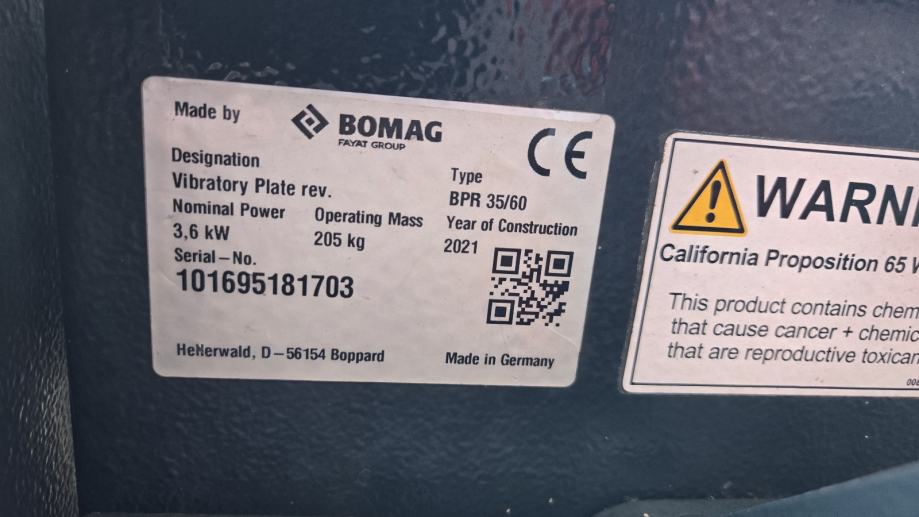 Made by
BOMAG
FAYAT GROUP
CE
Designation
Vibratory Plate rev.
Type
BPR 35/60
Nominal Power
3,6 kW
Operating Mass
205 kg
Year of Construction
2021
Serial-No.
101695181703
Hellerwald, D-56154 Boppard
Made in Germany
WARN
California Proposition 65 W
This product contains chem
that cause cancer + chemic
that are reproductive toxican